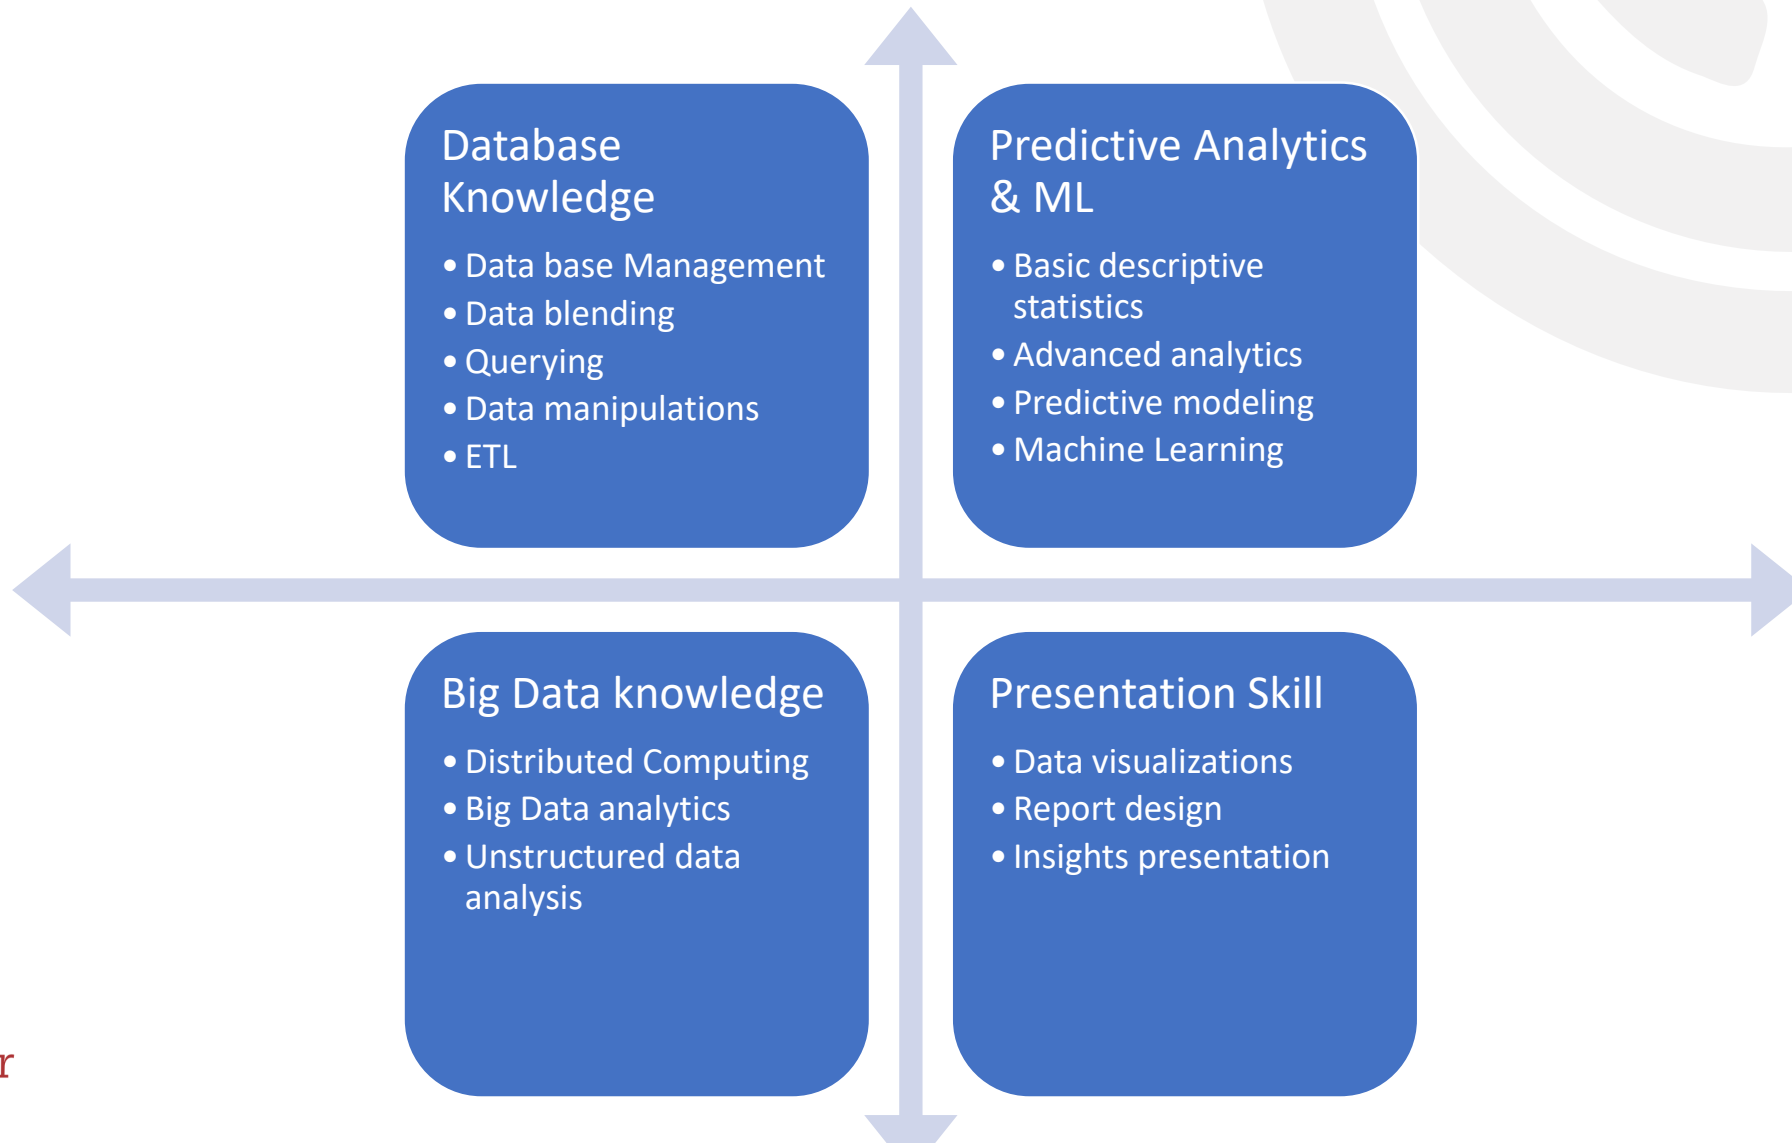 Database
Knowledge
• Data base Management
• Data blending
• Querying
• Data manipulations
• ETL
Predictive Analytics
& ML
• Basic descriptive
statistics
• Advanced analytics
• Predictive modeling
• Machine Learning
Big Data knowledge
• Distributed Computing
• Big Data analytics
• Unstructured data
analysis
Presentation Skill
• Data visualizations
• Report design
• Insights presentation
r